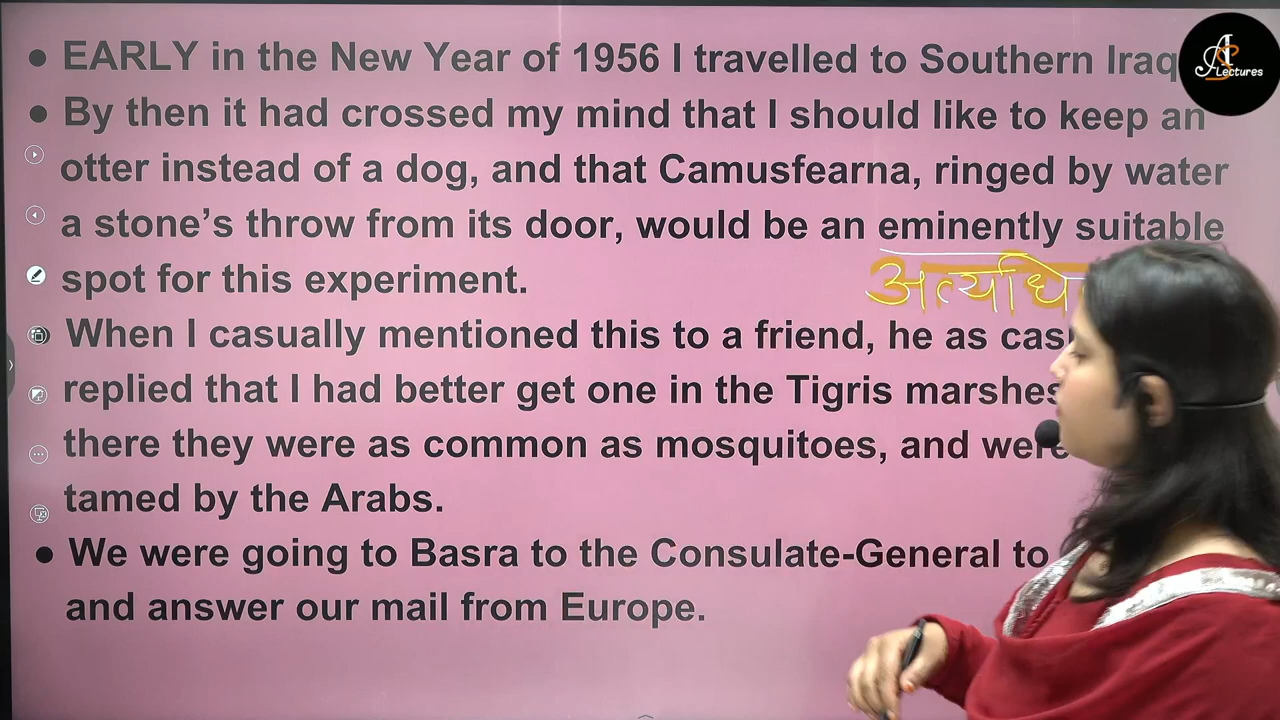 ● EARLY in the New Year of 1956 I travelled to Southern Iraq
● By then it had crossed my mind that I should like to keep an
otter instead of a dog, and that Camusfearna, ringed by water
a stone’s throw from its door, would be an eminently suitable
spot for this experiment.
● When I casually mentioned this to a friend, he as
replied that I had better get one in the Tigris marshes
there they were as common as mosquitoes, and were
tamed by the Arabs.
● We were going to Basra to the Consulate-General to
and answer our mail from Europe.
Lectures